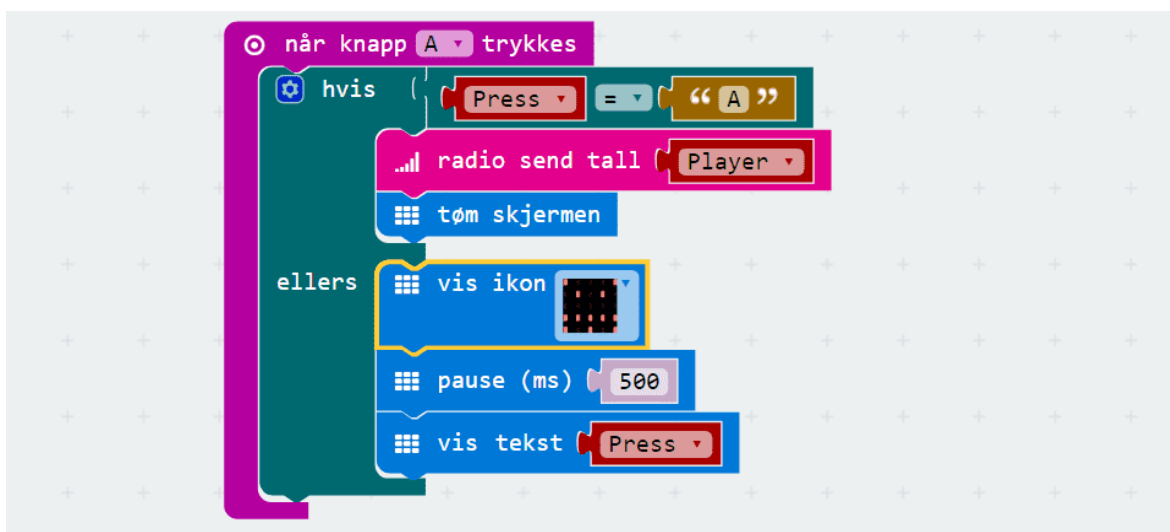 når knapp A trykkes
hvis Press = “ A ”
radio send tall Player
tøm skjermen
ellers vis ikon
pause (ms) 500
vis tekst Press